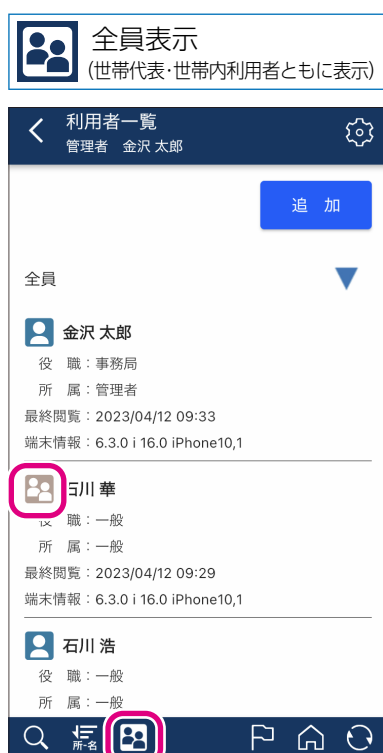 全員表示
(世帯代表・世帯内利用者ともに表示)
利用者一覧
管理者 金沢 太郎
追 加
全員
金沢 太郎
役 職：事務局
所 属：管理者
最終閲覧：2023/04/12 09:33
端末情報：6.3.0 i 16.0 iPhone10,1
石川 華
役 職：一般
所 属：一般
最終閲覧：2023/04/12 09:29
端末情報：6.3.0 i 16.0 iPhone10,1
石川 浩
役 職：一般
所 属：一般
所-名